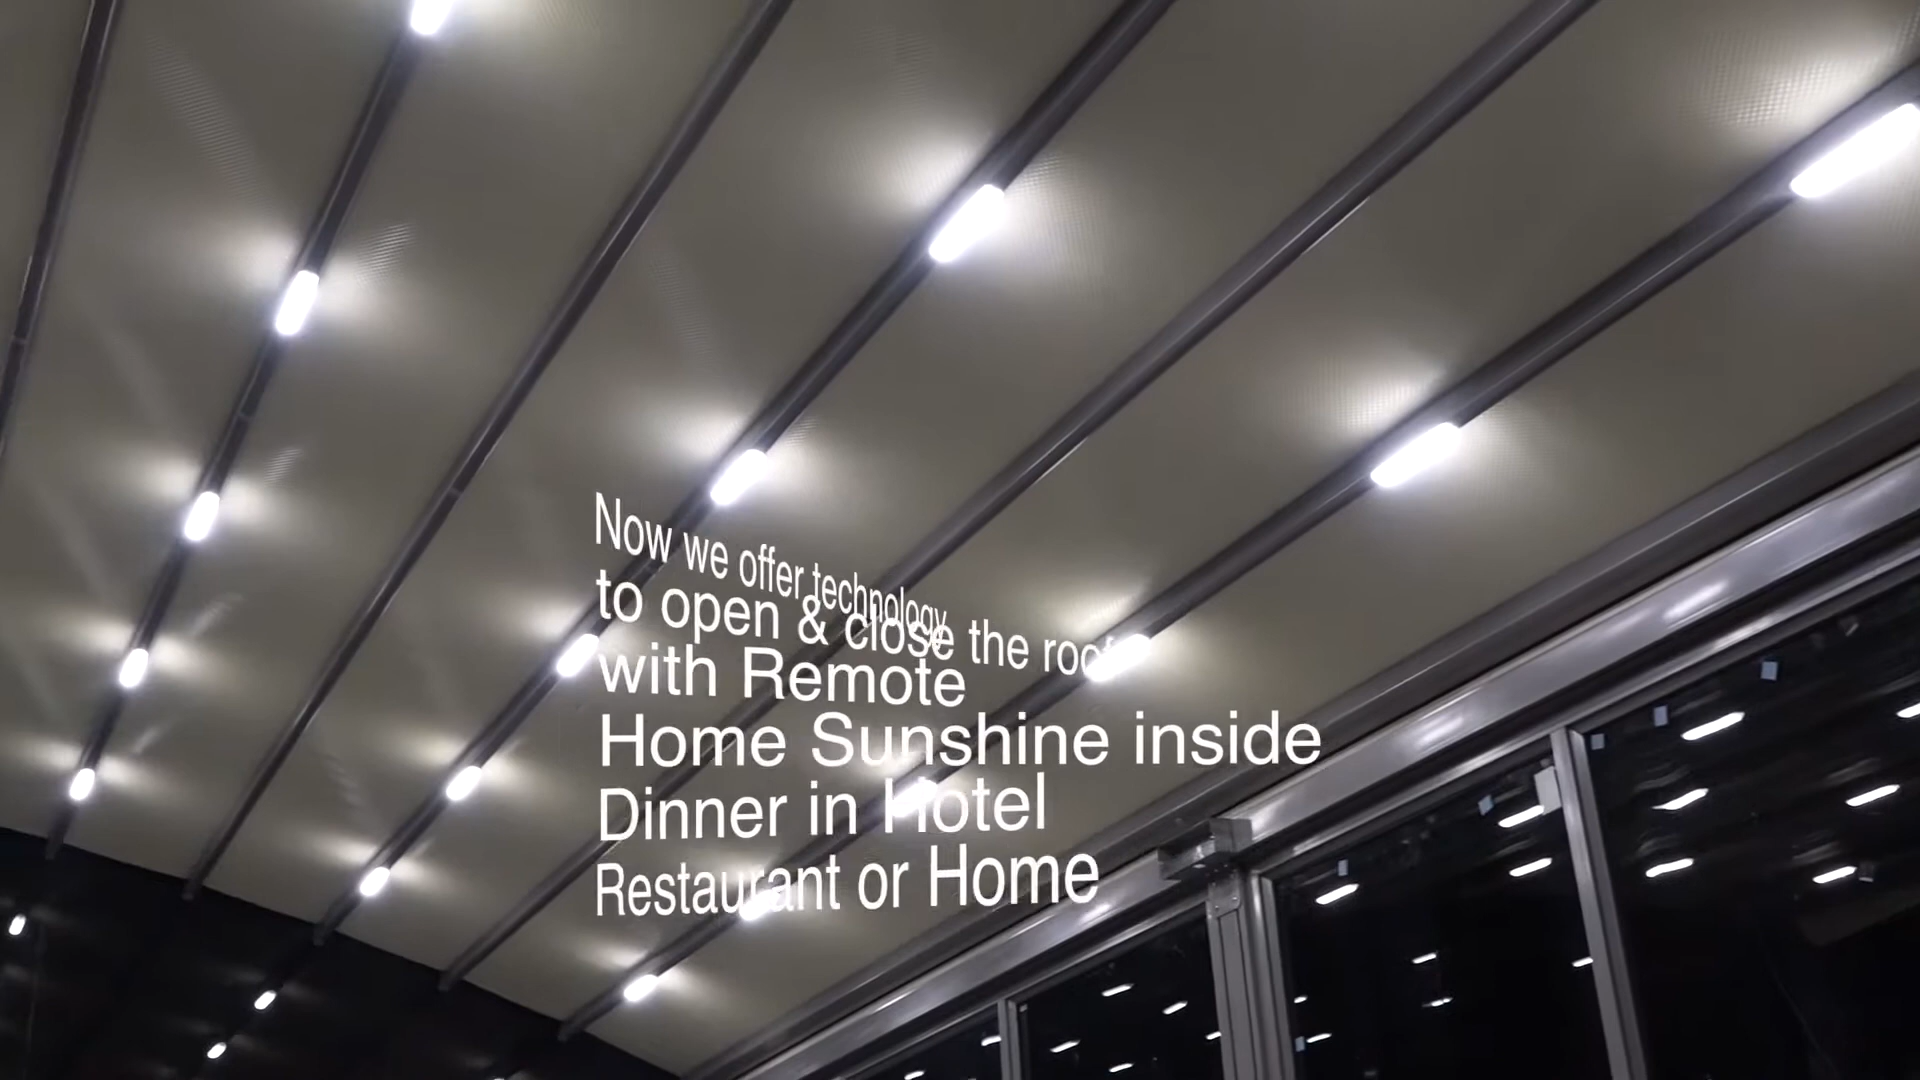 Now we offer technology
to open & close the roof
with Remote
Home Sunshine inside
Dinner in Hotel
Restaurant or Home